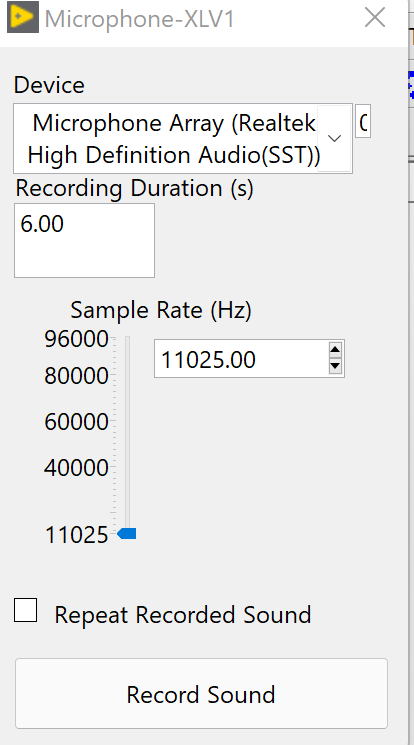 Microphone-XLV1
Device
Microphone Array (Realtek
High Definition Audio(SST))
Recording Duration (s)
6.00
Sample Rate (Hz)
96000
11025.00
80000
60000
40000
11025
Repeat Recorded Sound
Record Sound